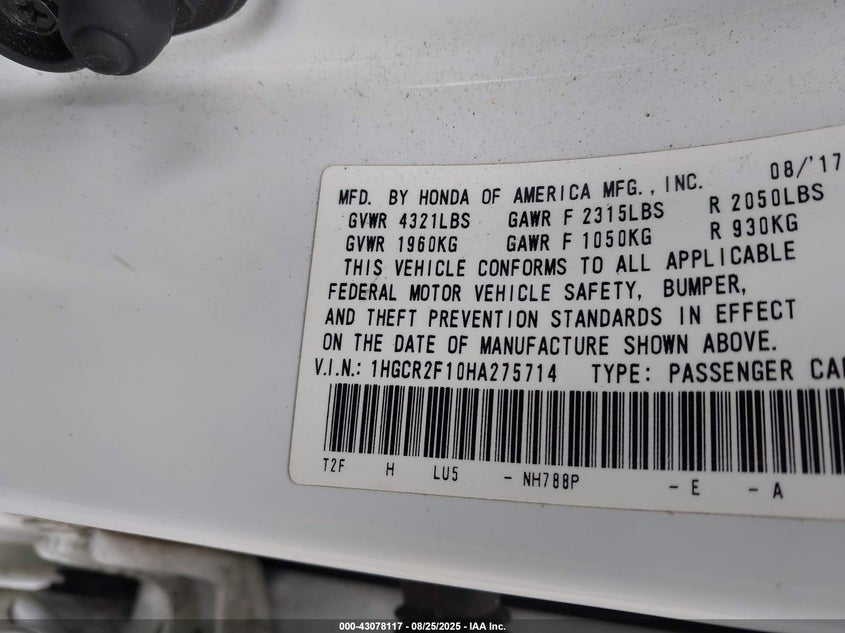 MFD. BY HONDA OF AMERICA MFG., INC. 08/'17
GVWR 4321LBS GAWR F 2315LBS R 2050LBS
GVWR 1960KG GAWR F 1050KG R 930KG
THIS VEHICLE CONFORMS TO ALL APPLICABLE
FEDERAL MOTOR VEHICLE SAFETY, BUMPER,
AND THEFT PREVENTION STANDARDS IN EFFECT
ON THE DATE OF MANUFACTURE SHOWN ABOVE.
V.I.N.: 1HGCR2F10HA275714 TYPE: PASSENGER CA
T2F H LU5 - NH788P - E - A
000-43078117 - 08/25/2025 - IAA Inc.